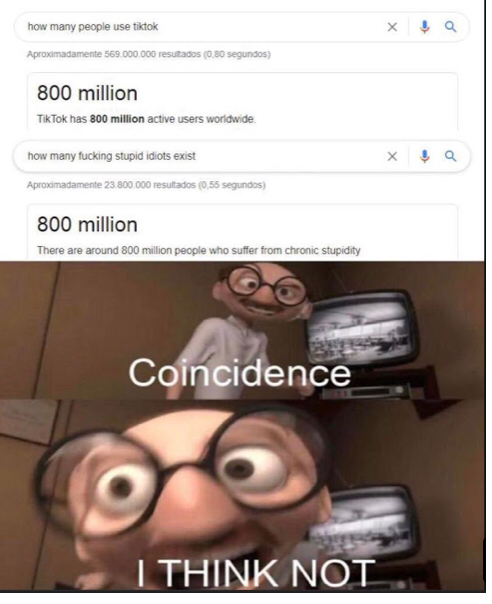 how many people use tiktok
Aproximadamente 569.000.000 resultados (0,80 segundos)
800 million
TikTok has 800 million active users worldwide.
how many fucking stupid idiots exist
Aproximadamente 23.800.000 resultados (0,55 segundos)
800 million
There are around 800 million people who suffer from chronic stupidity
Coincidence
I THINK NOT